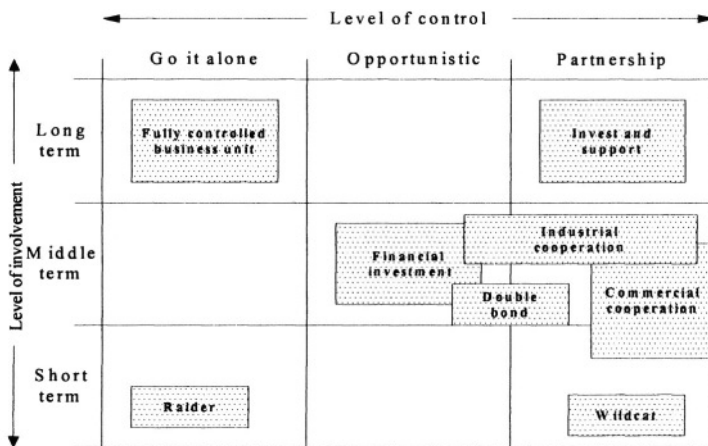 Level of control
Go it alone
Opportunistic
Partnership
Level of involvement
Long
term
Fully controlled
business unit
Invest and
support
Middle
term
Financial
investment
Industrial
cooperation
Double
bond
Commercial
cooperation
Short
term
Raider
Wildcat